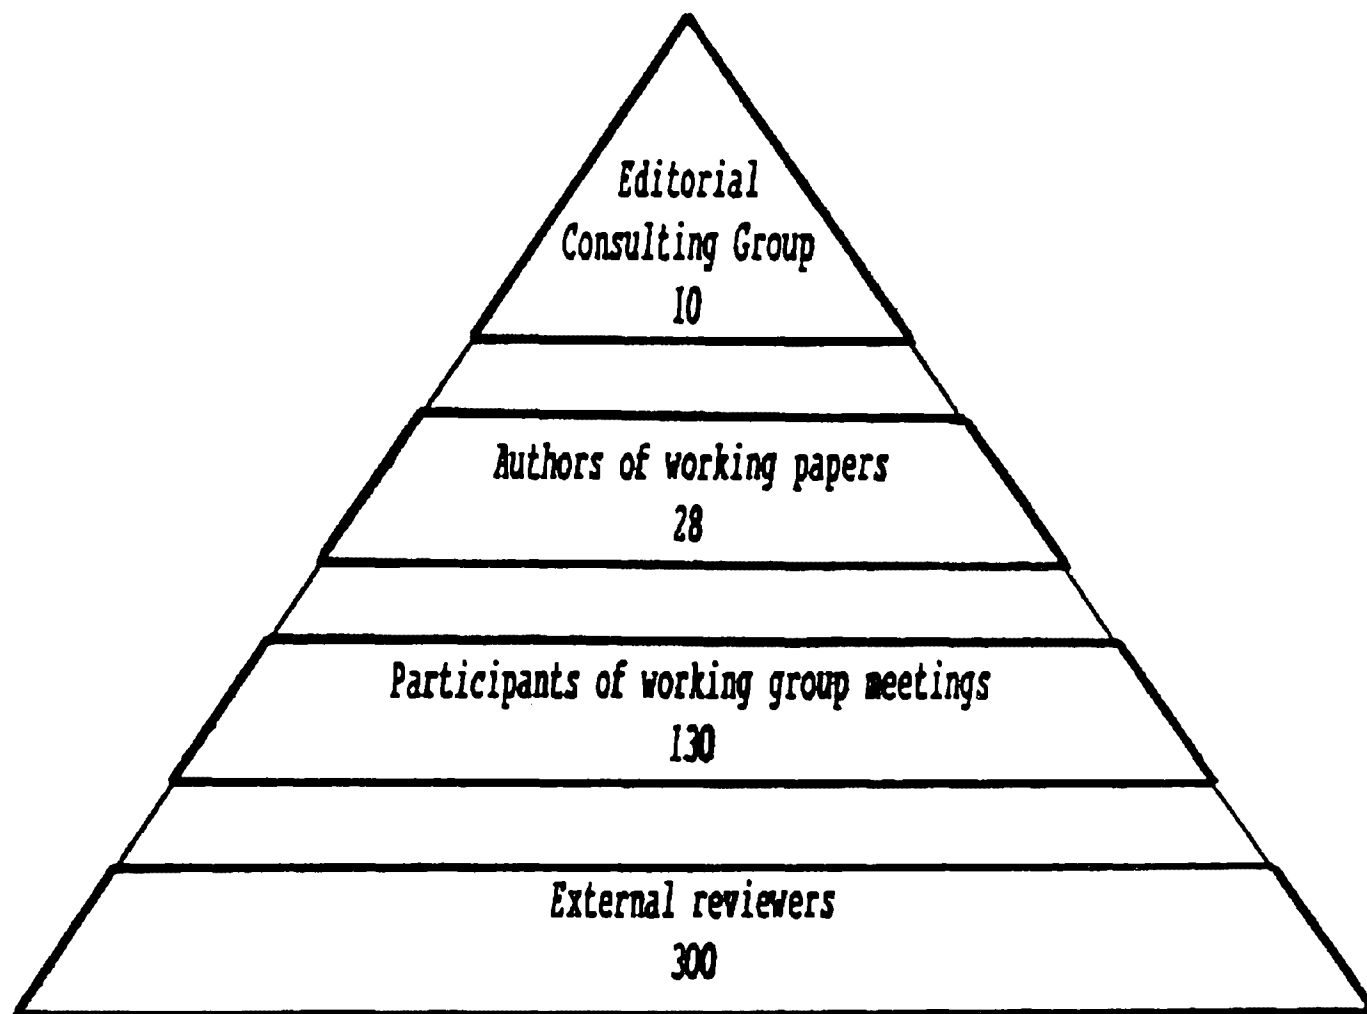 Editorial
Consulting Group
10
Authors of working papers
28
Participants of working group meetings
130
External reviewers
300